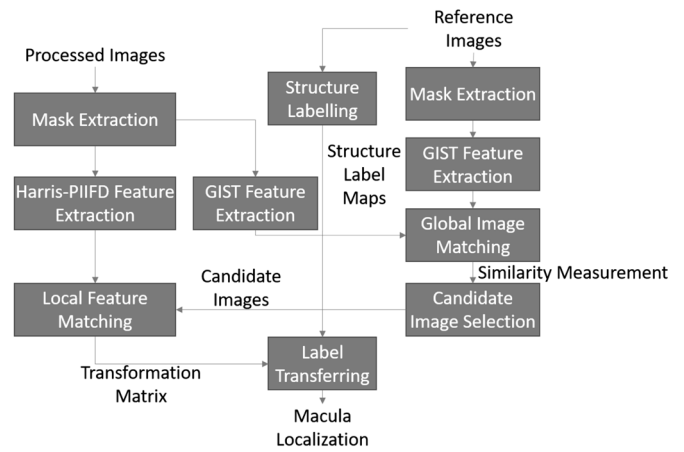 Reference
Images
Processed Images
Structure
Labelling
Mask Extraction
Mask Extraction
Structure
Label
Maps
GIST Feature
Extraction
Harris-PIIFD Feature
Extraction
GIST Feature
Extraction
Global Image
Matching
Similarity Measurement
Candidate
Images
Local Feature
Matching
Candidate
Image Selection
Label
Transferring
Transformation
Matrix
Macula
Localization